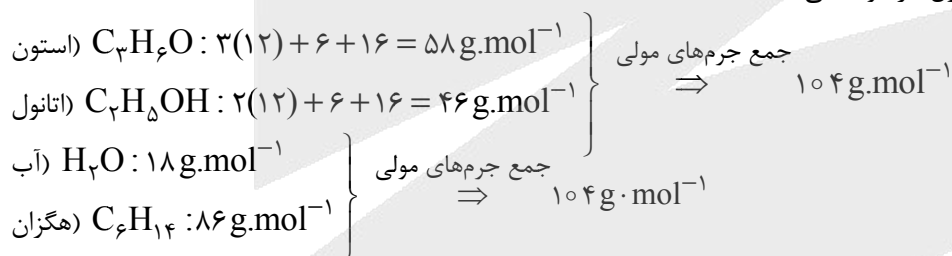 استون) C₃H₆O : ۳(۱۲) + ۶ + ۱۶ = ۵۸ g.mol⁻¹
جمع جرم‌های مولی ⇒ ۱۰۴ g.mol⁻¹
اتانول) C₂H₅OH : ۲(۱۲) + ۶ + ۱۶ = ۴۶ g.mol⁻¹
آب) H₂O : ۱۸ g.mol⁻¹
جمع جرم‌های مولی ⇒ ۱۰۴ g·mol⁻¹
هگزان) C₆H₁₄ : ۸۶ g.mol⁻¹